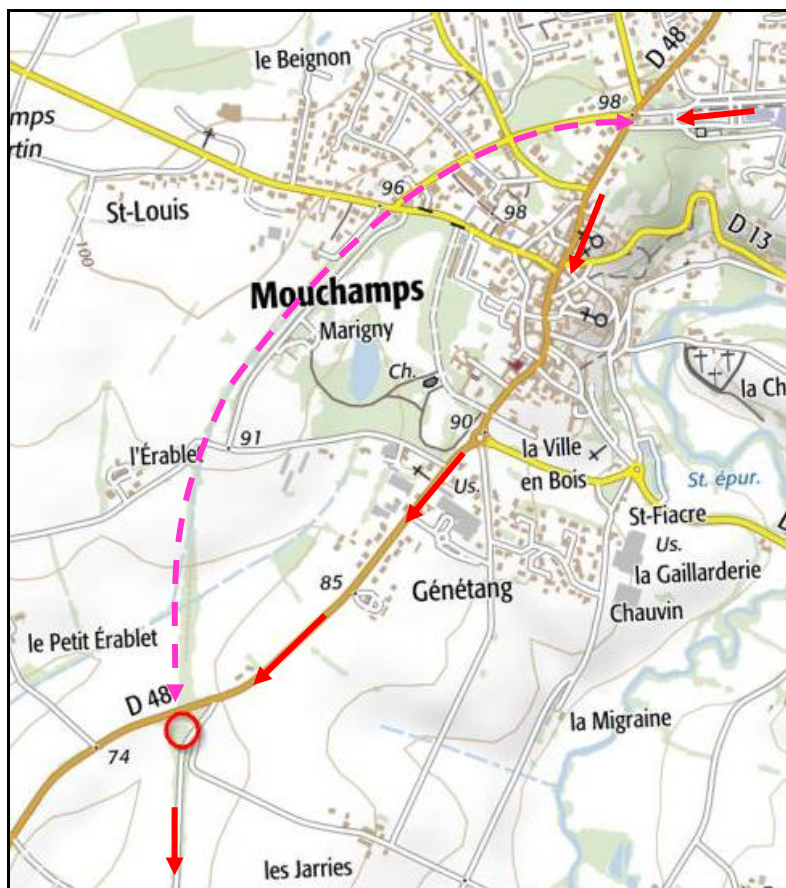 le Beignon
D 48
98
mps
rtin
St-Louis
96
98
D 13
100
Mouchamps
Marigny
Ch.
la Ch
90
91
l'Érablet
la Ville
en Bois
Us.
St. épur.
St-Fiacre
Us.
la Gaillarderie
Chauvin
85
Génétang
le Petit Érablet
D 48
74
la Migraine
les Jarries